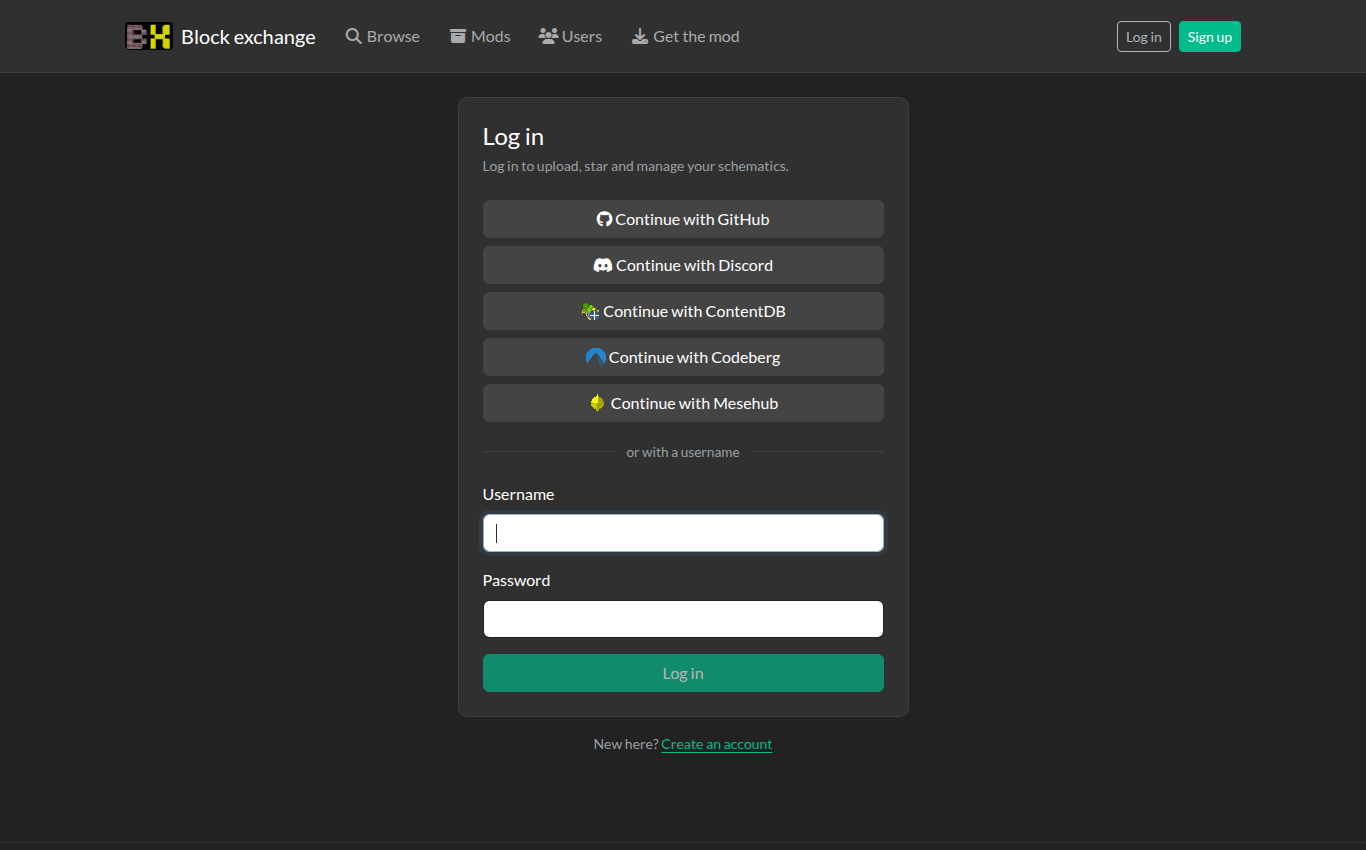 BX Block exchange Browse Mods Users Get the mod Log in Sign up
Log in
Log in to upload, star and manage your schematics.
Continue with GitHub
Continue with Discord
Continue with ContentDB
Continue with Codeberg
Continue with Mesehub
or with a username
Username
Password
Log in
New here? Create an account